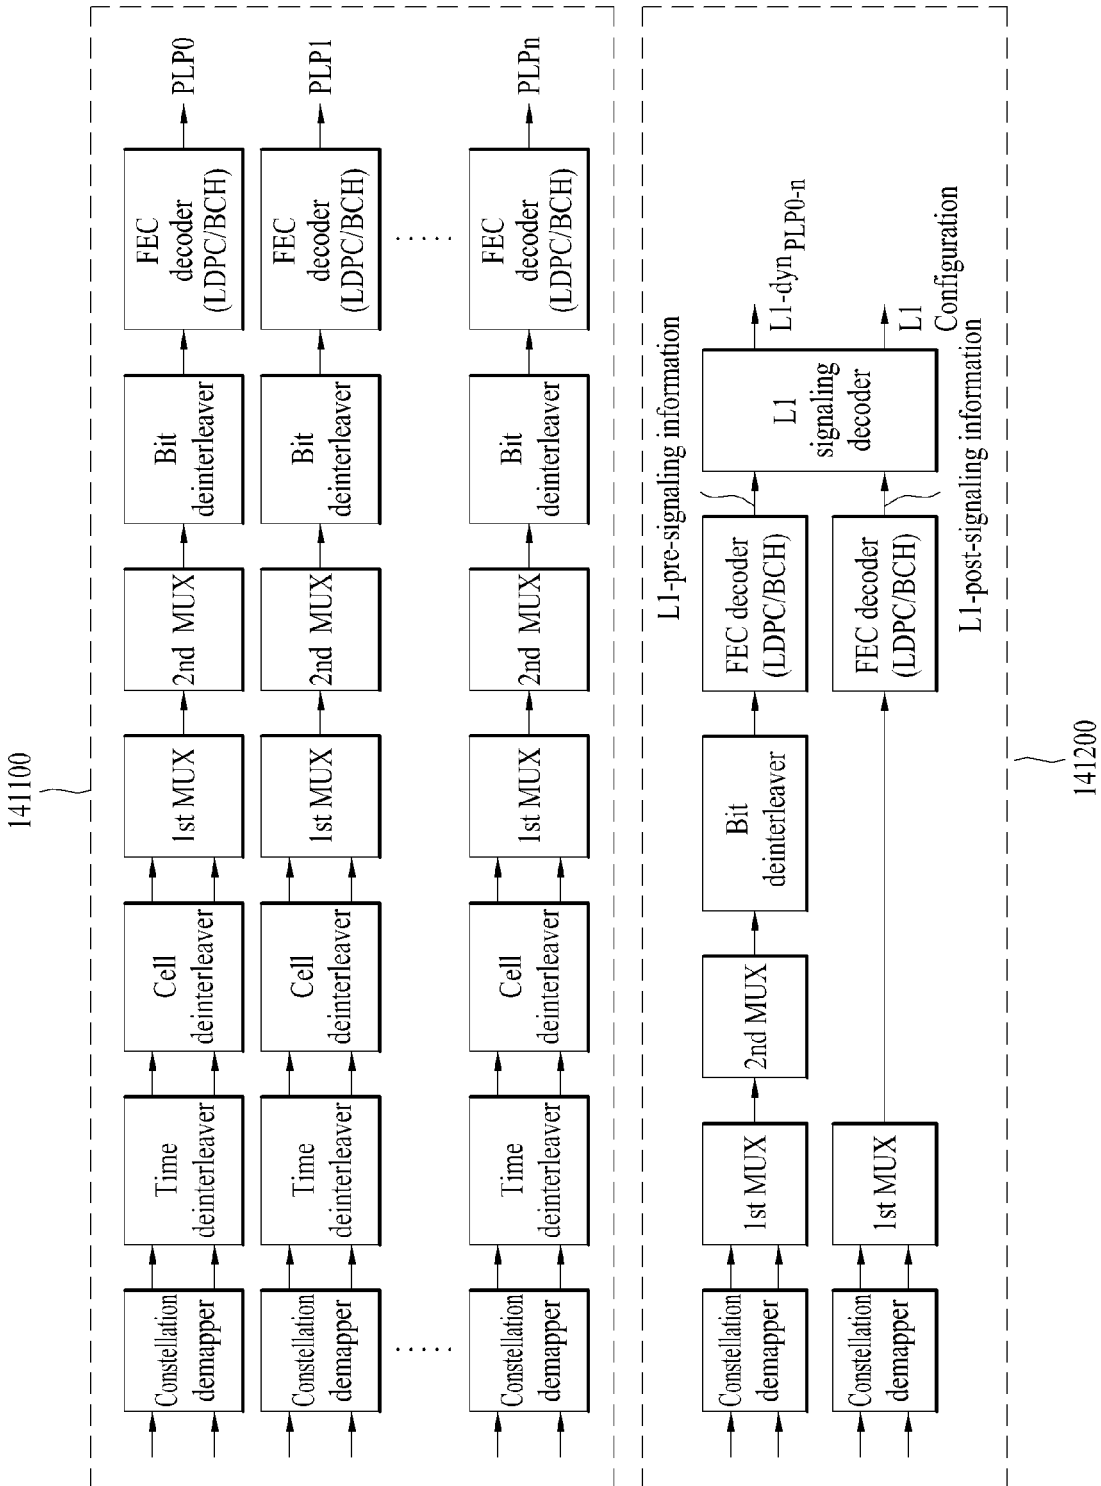 141100
Constellation
demapper
Time
deinterleaver
Cell
deinterleaver
1st MUX
2nd MUX
Bit
deinterleaver
FEC
decoder
(LDPC/BCH)
PLP0
Constellation
demapper
Time
deinterleaver
Cell
deinterleaver
1st MUX
2nd MUX
Bit
deinterleaver
FEC
decoder
(LDPC/BCH)
PLP1
.....
.....
Constellation
demapper
Time
deinterleaver
Cell
deinterleaver
1st MUX
2nd MUX
Bit
deinterleaver
FEC
decoder
(LDPC/BCH)
PLPn
L1-pre-signaling information
Constellation
demapper
1st MUX
2nd MUX
Bit
deinterleaver
FEC decoder
(LDPC/BCH)
L1
signaling
decoder
L1-dynPLP0-n
Constellation
demapper
1st MUX
FEC decoder
(LDPC/BCH)
L1
Configuration
L1-post-signaling information
141200